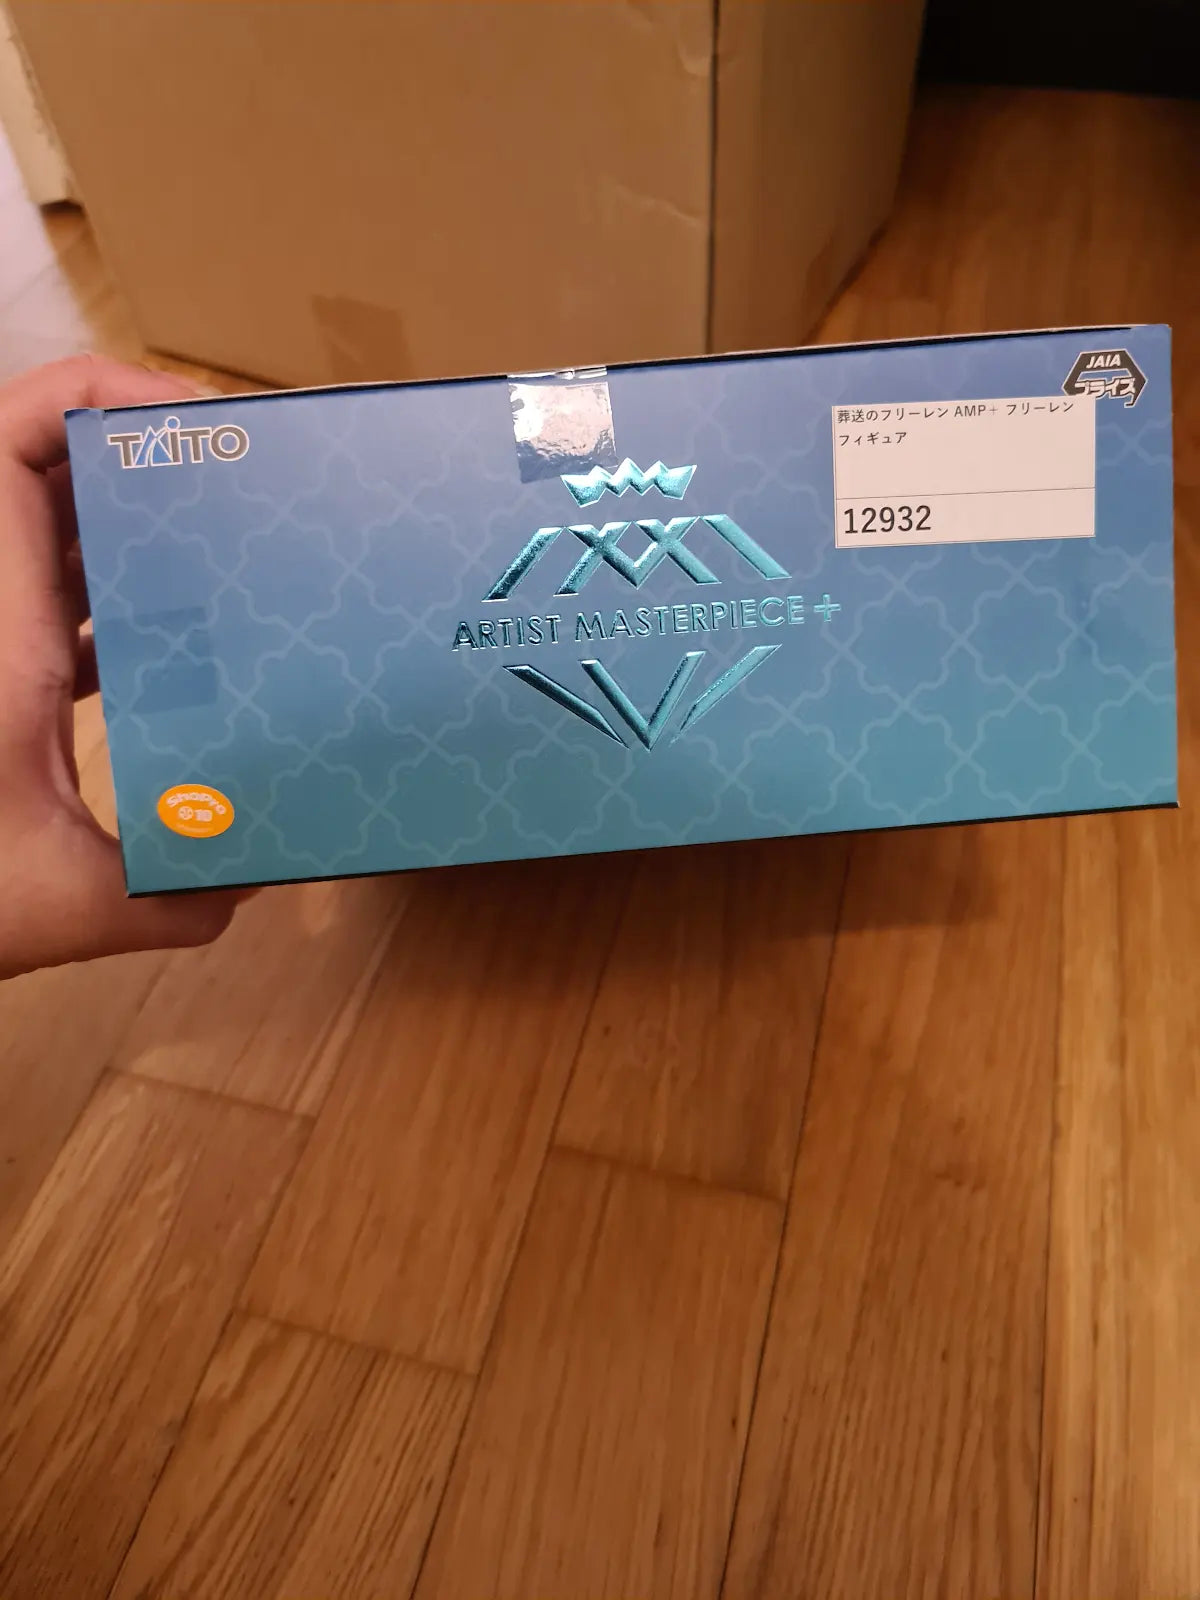 TAITO
JAIA
プライズ
葬送のフリーレン AMP+ フリーレン
フィギュア
12932
ARTIST MASTERPIECE +
ShoPro
10